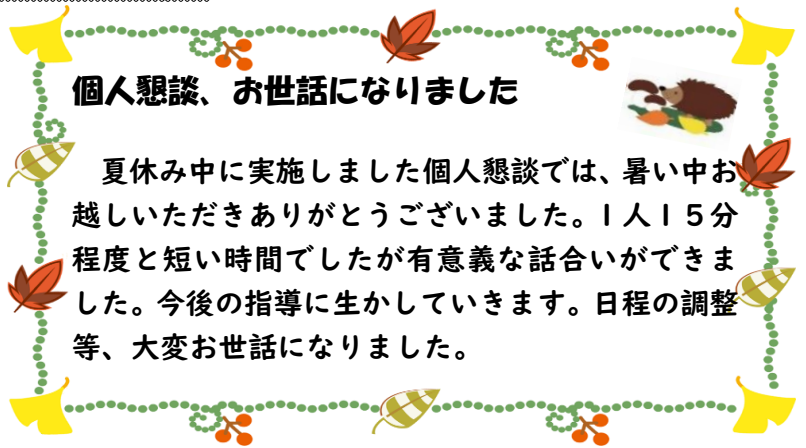 個人懇談、お世話になりました
　夏休み中に実施しました個人懇談では、暑い中お
越しいただきありがとうございました。１人１５分
程度と短い時間でしたが有意義な話合いができま
した。今後の指導に生かしていきます。日程の調整
等、大変お世話になりました。